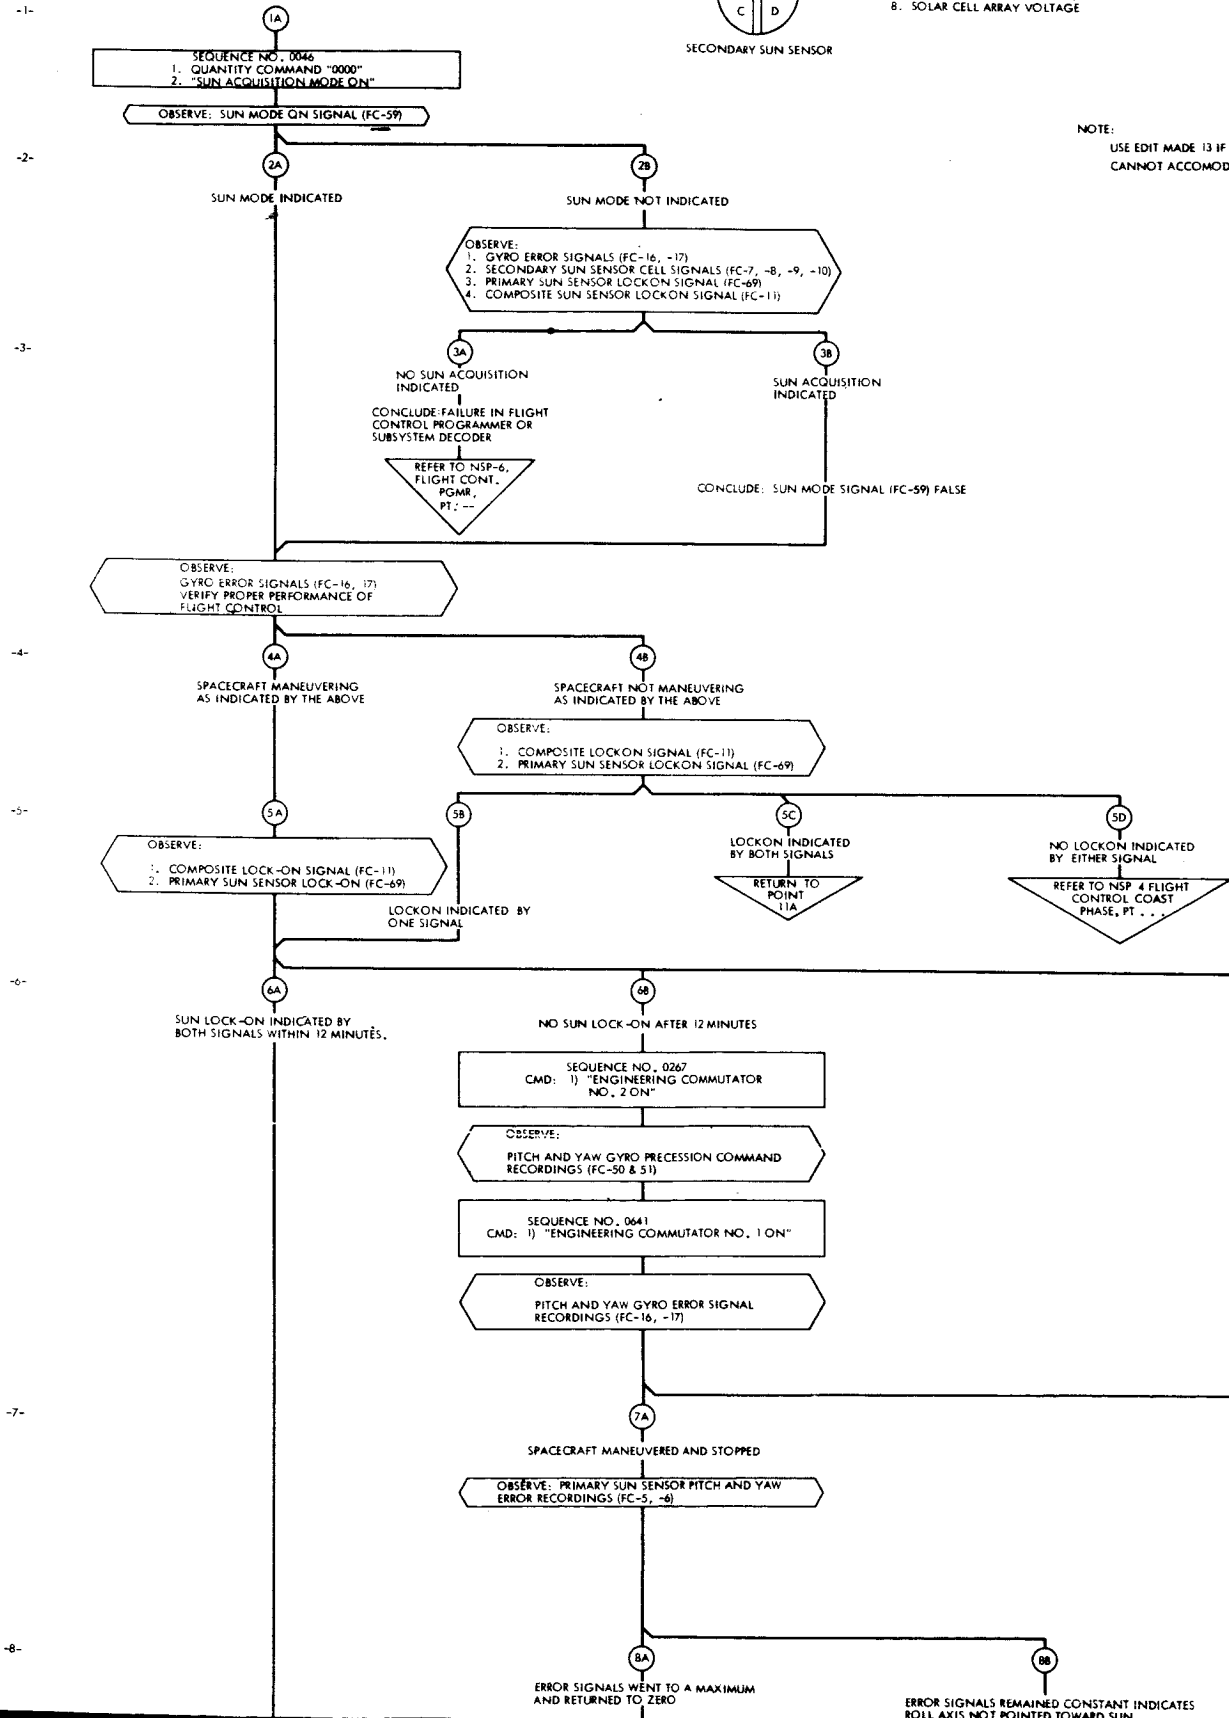 -1-
1A
C D
8. SOLAR CELL ARRAY VOLTAGE
SECONDARY SUN SENSOR
SEQUENCE NO. 0046
1. QUANTITY COMMAND "0000"
2. "SUN ACQUISITION MODE ON"
OBSERVE: SUN MODE ON SIGNAL (FC-59)
NOTE:
USE EDIT MADE 13 IF
CANNOT ACCOMOD
-2-
2A
2B
SUN MODE INDICATED
SUN MODE NOT INDICATED
OBSERVE:
1. GYRO ERROR SIGNALS (FC-16, -17)
2. SECONDARY SUN SENSOR CELL SIGNALS (FC-7, -8, -9, -10)
3. PRIMARY SUN SENSOR LOCKON SIGNAL (FC-69)
4. COMPOSITE SUN SENSOR LOCKON SIGNAL (FC-11)
-3-
3A
3B
NO SUN ACQUISITION
INDICATED
SUN ACQUISITION
INDICATED
CONCLUDE: FAILURE IN FLIGHT
CONTROL PROGRAMMER OR
SUBSYSTEM DECODER
REFER TO NSP-6,
FLIGHT CONT.
PGMR,
PT. --
CONCLUDE: SUN MODE SIGNAL (FC-59) FALSE
OBSERVE:
GYRO ERROR SIGNALS (FC-16, 17)
VERIFY PROPER PERFORMANCE OF
FLIGHT CONTROL
-4-
4A
4B
SPACECRAFT MANEUVERING
AS INDICATED BY THE ABOVE
SPACECRAFT NOT MANEUVERING
AS INDICATED BY THE ABOVE
OBSERVE:
1. COMPOSITE LOCKON SIGNAL (FC-11)
2. PRIMARY SUN SENSOR LOCKON SIGNAL (FC-69)
-5-
5A
5B
5C
5D
OBSERVE:
1. COMPOSITE LOCK-ON SIGNAL (FC-11)
2. PRIMARY SUN SENSOR LOCK-ON (FC-69)
LOCKON INDICATED
BY BOTH SIGNALS
NO LOCKON INDICATED
BY EITHER SIGNAL
RETURN TO
POINT
11A
REFER TO NSP 4 FLIGHT
CONTROL COAST
PHASE, PT . . .
LOCKON INDICATED BY
ONE SIGNAL
-6-
6A
6B
SUN LOCK-ON INDICATED BY
BOTH SIGNALS WITHIN 12 MINUTES.
NO SUN LOCK-ON AFTER 12 MINUTES
SEQUENCE NO. 0267
CMD: 1) "ENGINEERING COMMUTATOR
NO. 2 ON"
OBSERVE:
PITCH AND YAW GYRO PRECESSION COMMAND
RECORDINGS (FC-50 & 51)
SEQUENCE NO. 0641
CMD: 1) "ENGINEERING COMMUTATOR NO. 1 ON"
OBSERVE:
PITCH AND YAW GYRO ERROR SIGNAL
RECORDINGS (FC-16, -17)
-7-
7A
SPACECRAFT MANEUVERED AND STOPPED
OBSERVE: PRIMARY SUN SENSOR PITCH AND YAW
ERROR RECORDINGS (FC-5, -6)
-8-
8A
8B
ERROR SIGNALS WENT TO A MAXIMUM
AND RETURNED TO ZERO
ERROR SIGNALS REMAINED CONSTANT INDICATES
ROLL AXIS NOT POINTED TOWARD SUN